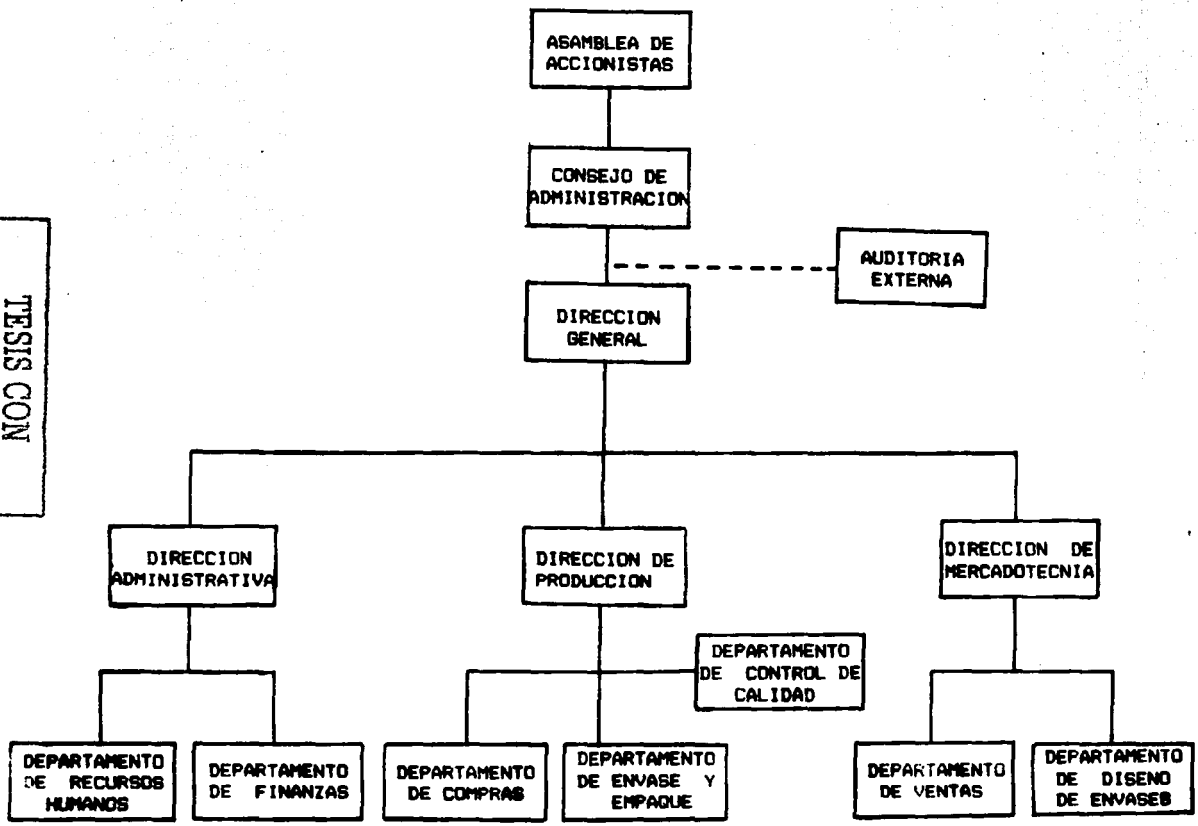 ASAMBLEA DE
ACCIONISTAS
CONSEJO DE
ADMINISTRACION
AUDITORIA
EXTERNA
DIRECCION
GENERAL
TESIS CON
DIRECCION
ADMINISTRATIVA
DIRECCION DE
PRODUCCION
DIRECCION DE
MERCADOTECNIA
DEPARTAMENTO
DE CONTROL DE
CALIDAD
DEPARTAMENTO
DE RECURSOS
HUMANOS
DEPARTAMENTO
DE FINANZAS
DEPARTAMENTO
DE COMPRAS
DEPARTAMENTO
DE ENVASE Y
EMPAQUE
DEPARTAMENTO
DE VENTAS
DEPARTAMENTO
DE DISENO
DE ENVASES